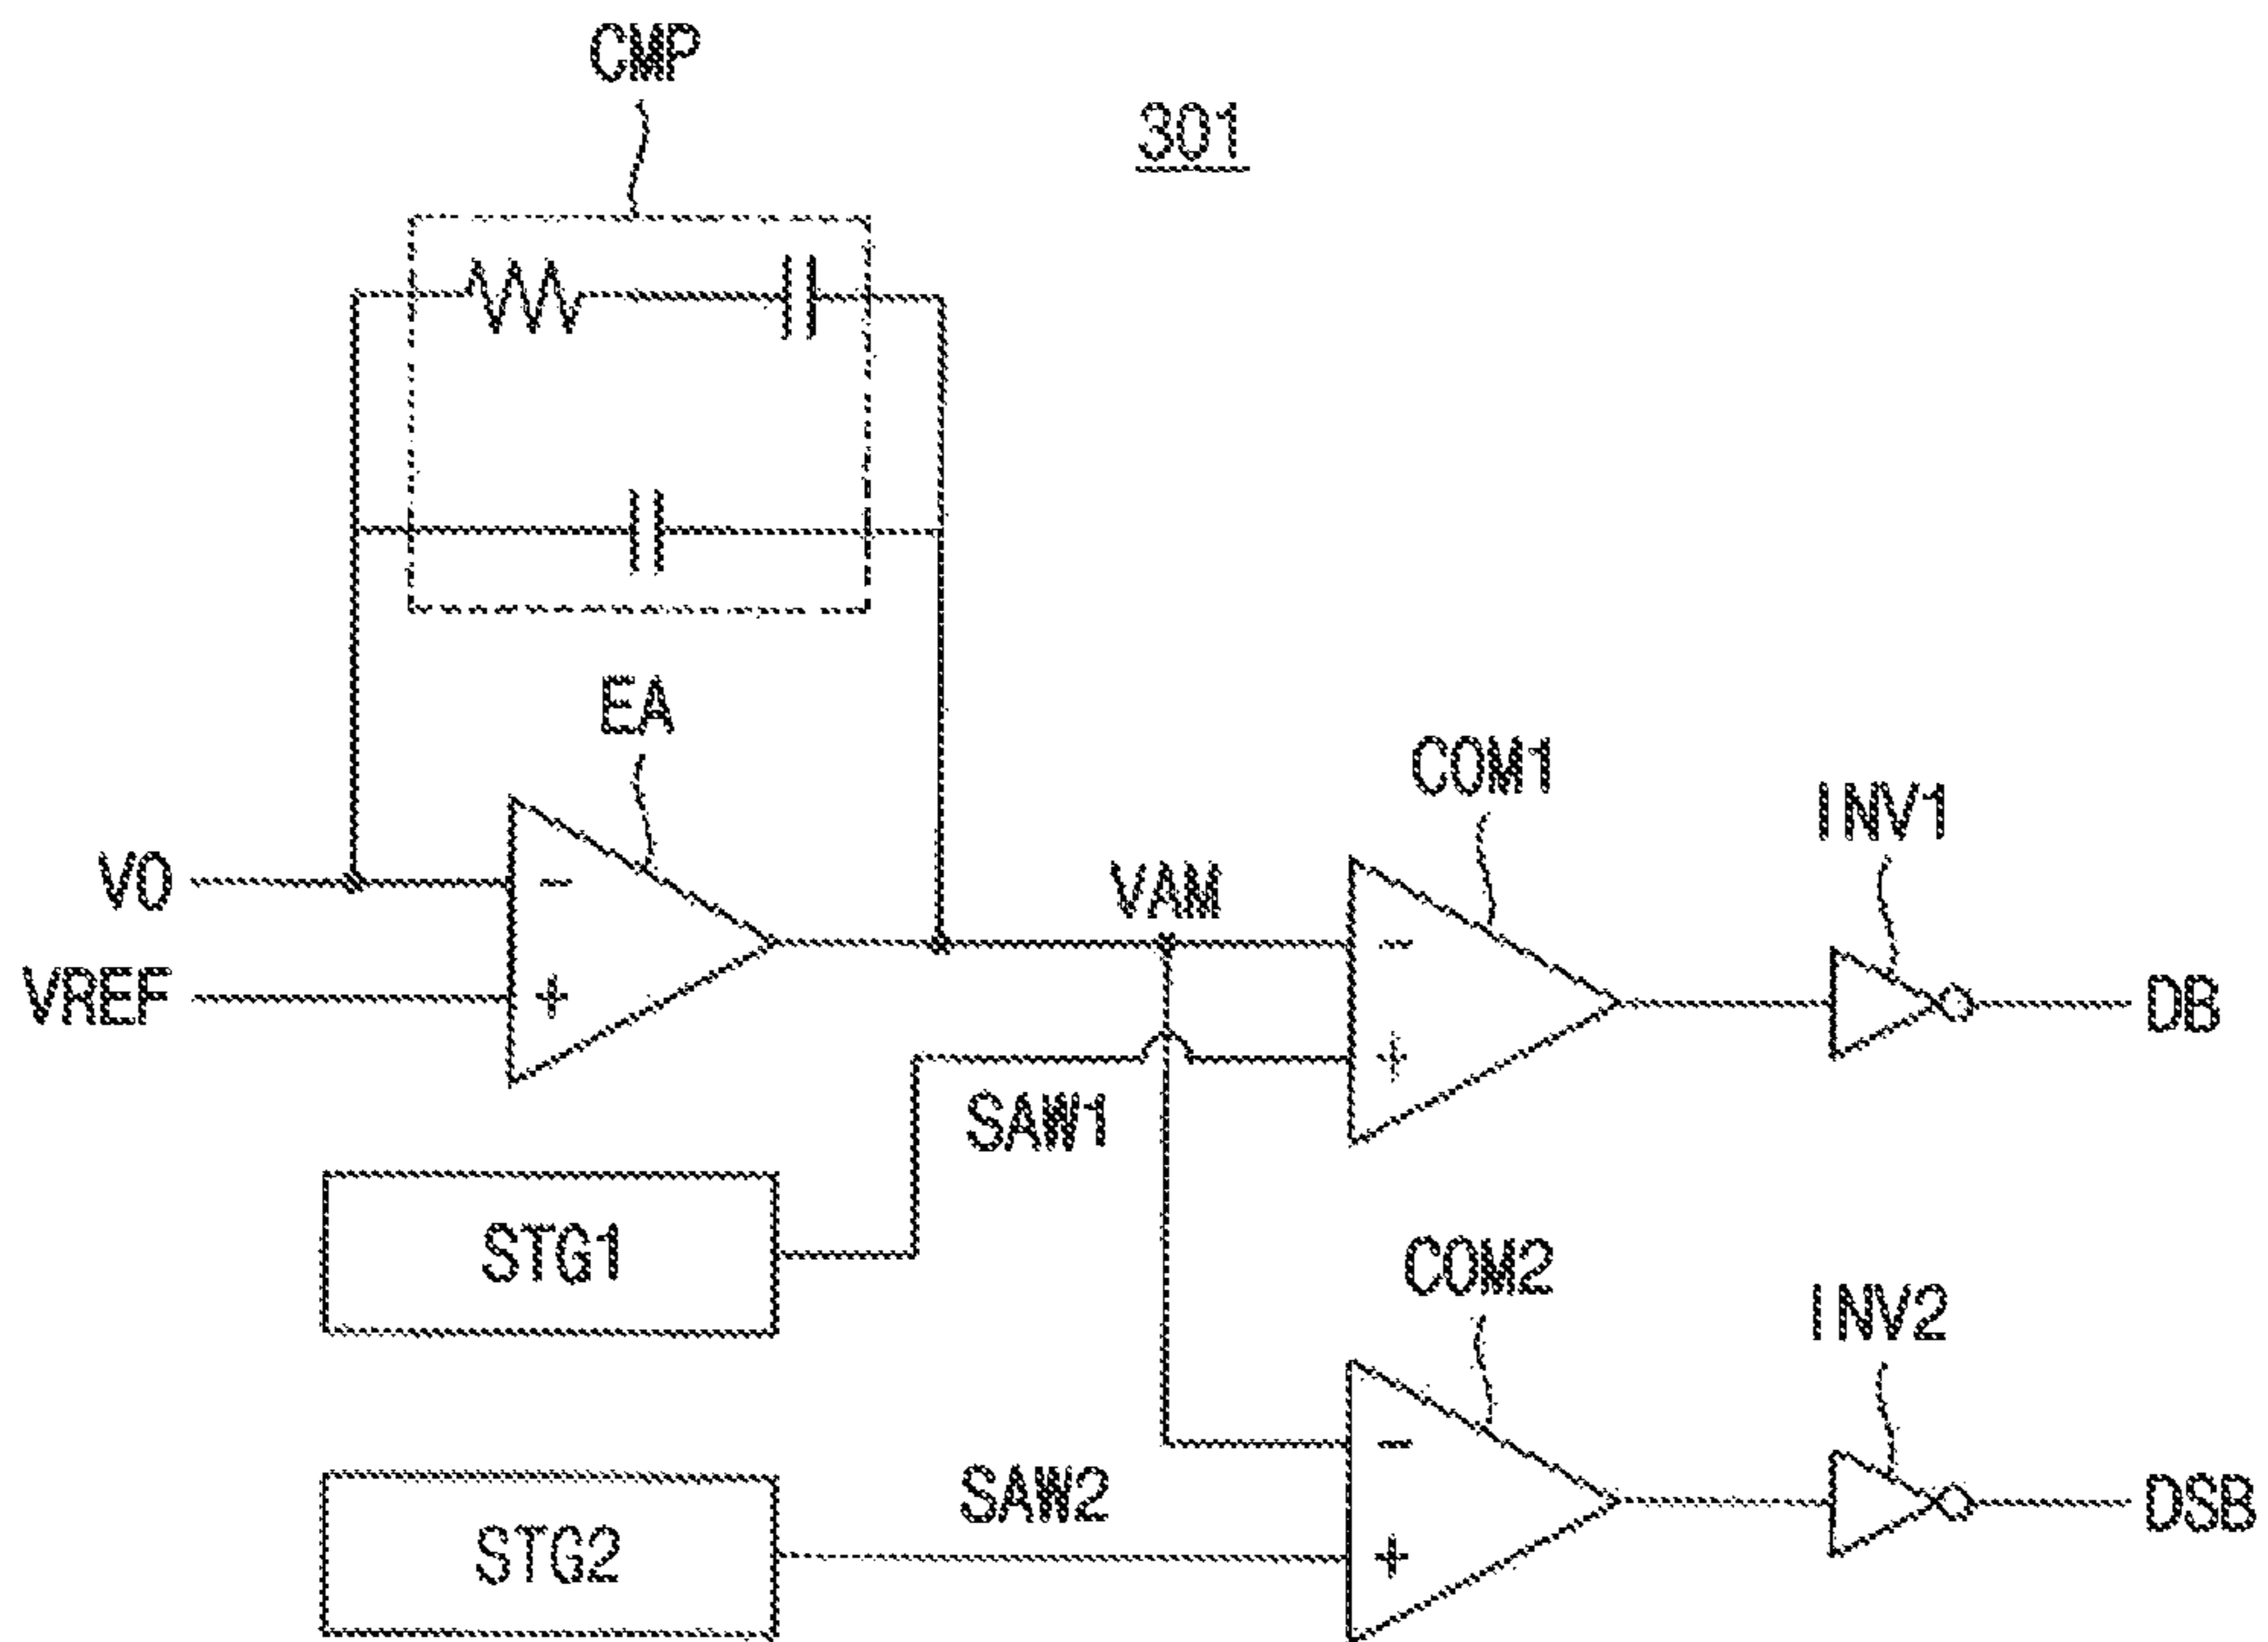 CMP
301
EA
COM1
INV1
VO
-
VAM
-
VREF
+
DB
+
SAW1
STG1
COM2
INV2
-
SAW2
DSB
STG2
+